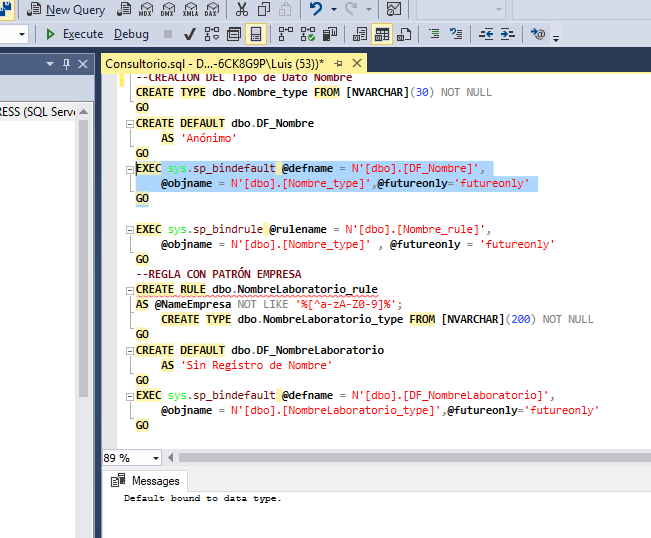 New Query MDX DMX XMLA DAX
Execute Debug
Consultorio.sql - D...-6CK8G9P\Luis (53))*
RESS (SQL Serve
--CREACIÓN DEL Tipo de Dato Nombre
CREATE TYPE dbo.Nombre_type FROM [NVARCHAR](30) NOT NULL
GO
CREATE DEFAULT dbo.DF_Nombre
AS 'Anónimo'
GO
EXEC sys.sp_bindefault @defname = N'[dbo].[DF_Nombre]',
@objname = N'[dbo].[Nombre_type]',@futureonly='futureonly'
GO
EXEC sys.sp_bindrule @rulename = N'[dbo].[Nombre_rule]',
@objname = N'[dbo].[Nombre_type]' , @futureonly = 'futureonly'
GO
--REGLA CON PATRÓN EMPRESA
CREATE RULE dbo.NombreLaboratorio_rule
AS @NameEmpresa NOT LIKE '%[^a-zA-Z0-9]%';
CREATE TYPE dbo.NombreLaboratorio_type FROM [NVARCHAR](200) NOT NULL
GO
CREATE DEFAULT dbo.DF_NombreLaboratorio
AS 'Sin Registro de Nombre'
GO
EXEC sys.sp_bindefault @defname = N'[dbo].[DF_NombreLaboratorio]',
@objname = N'[dbo].[NombreLaboratorio_type]',@futureonly='futureonly'
GO
89 %
Messages
Default bound to data type.